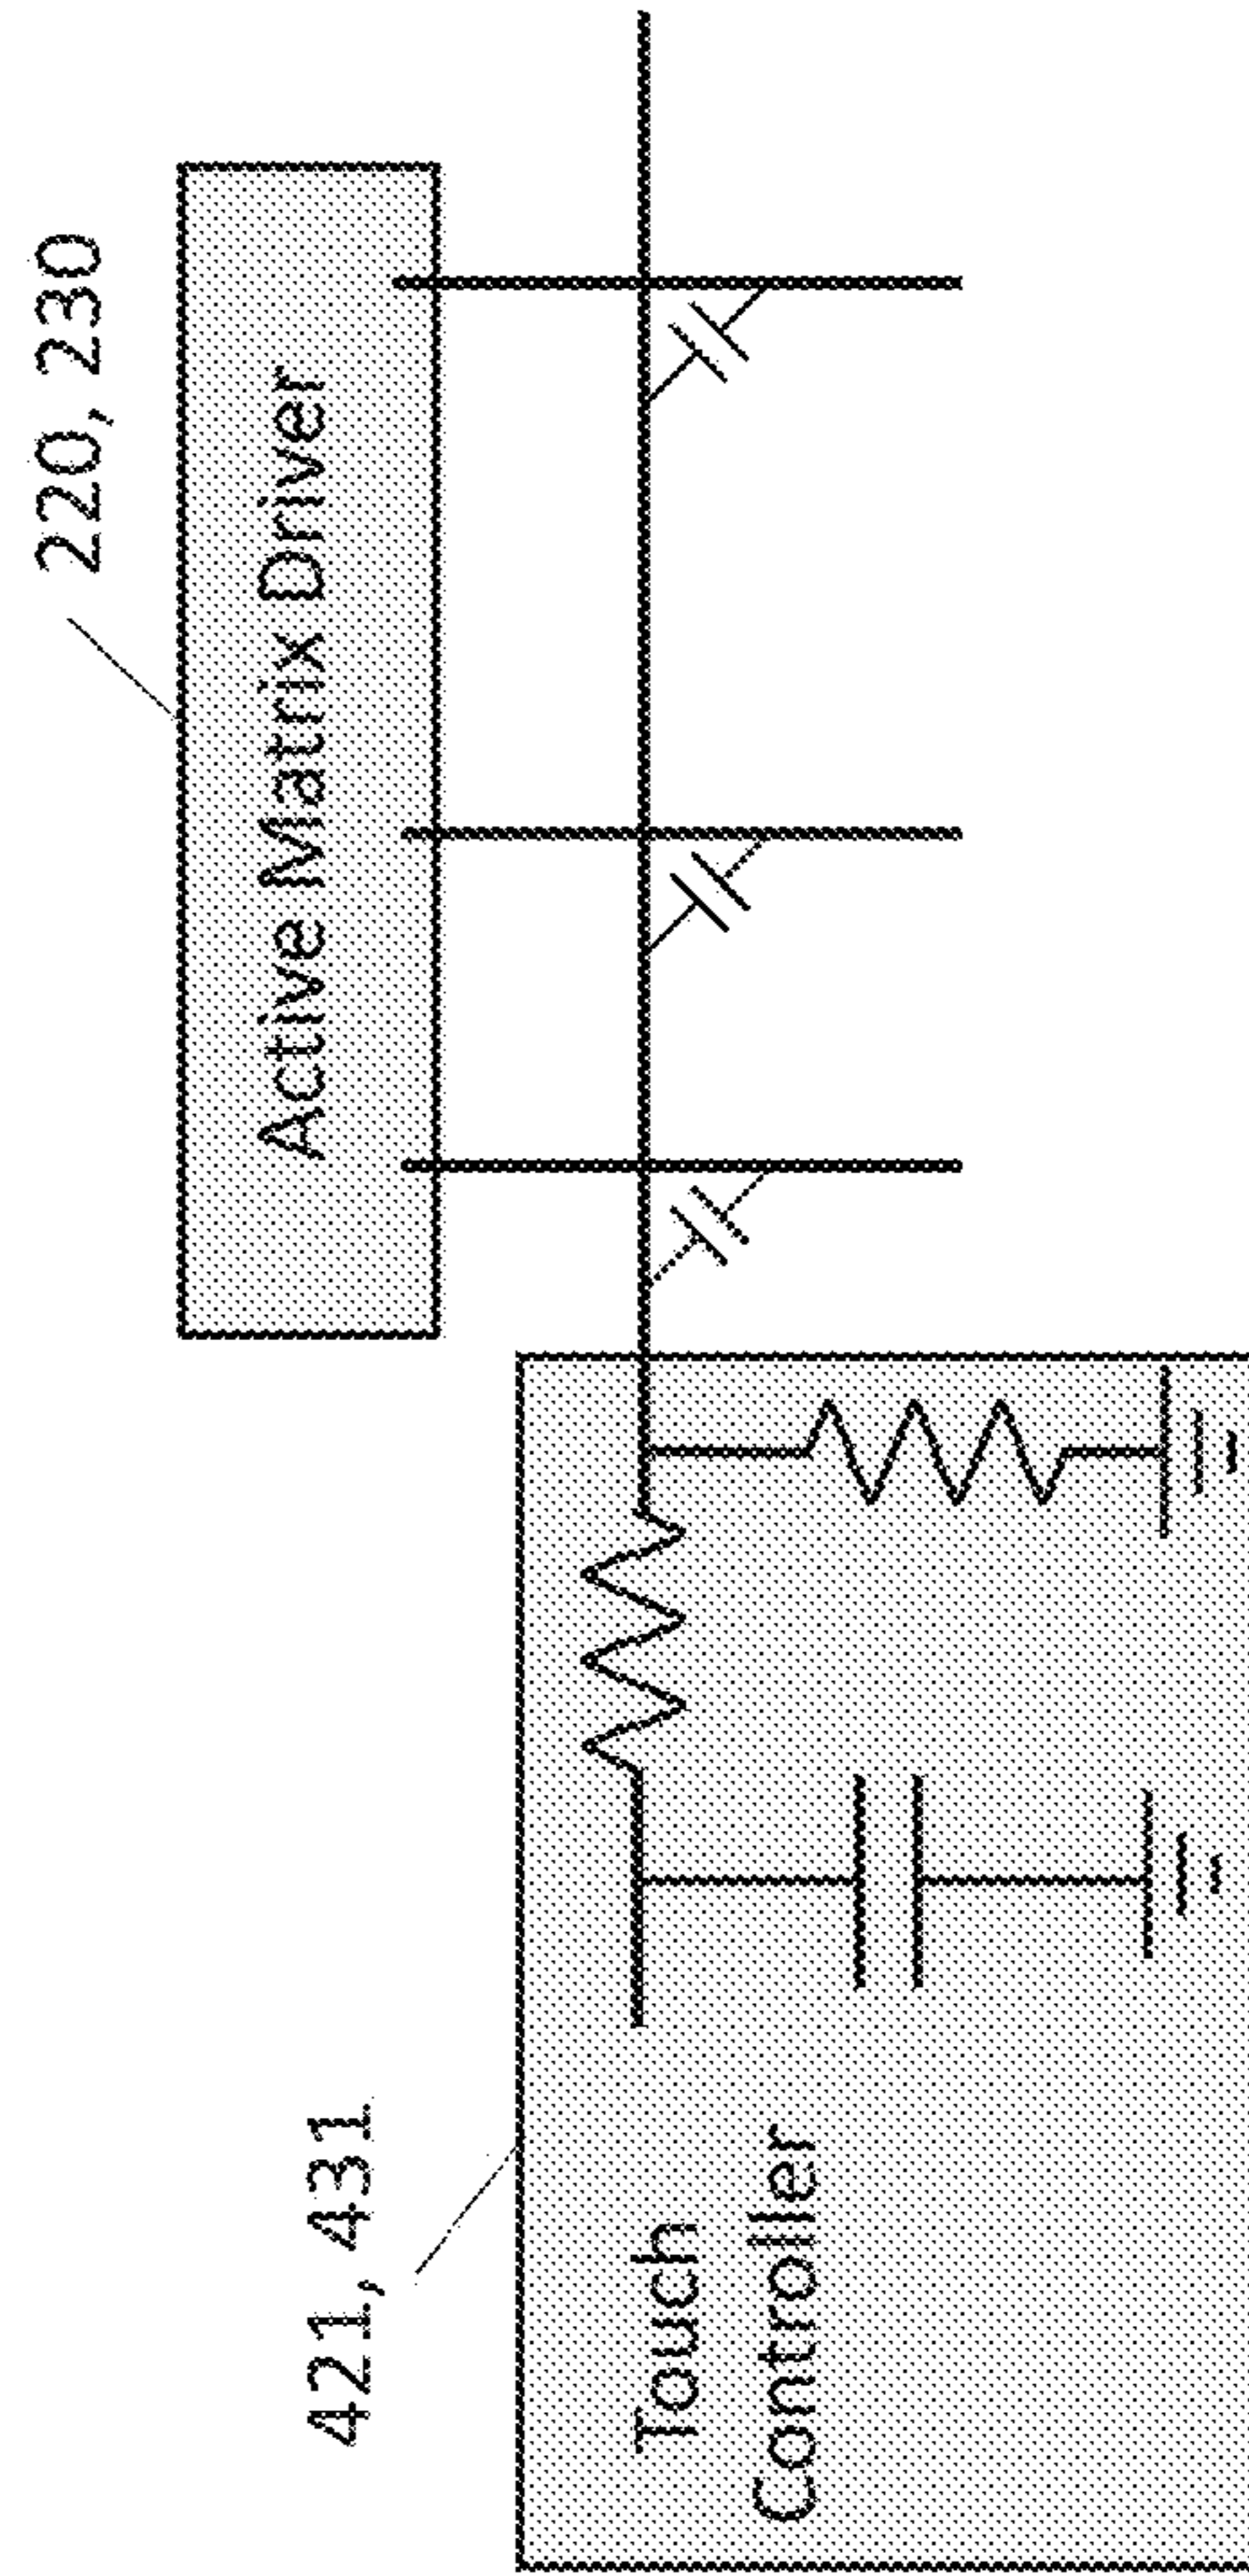 220, 230
Active Matrix Driver
421, 431
Touch
Controller